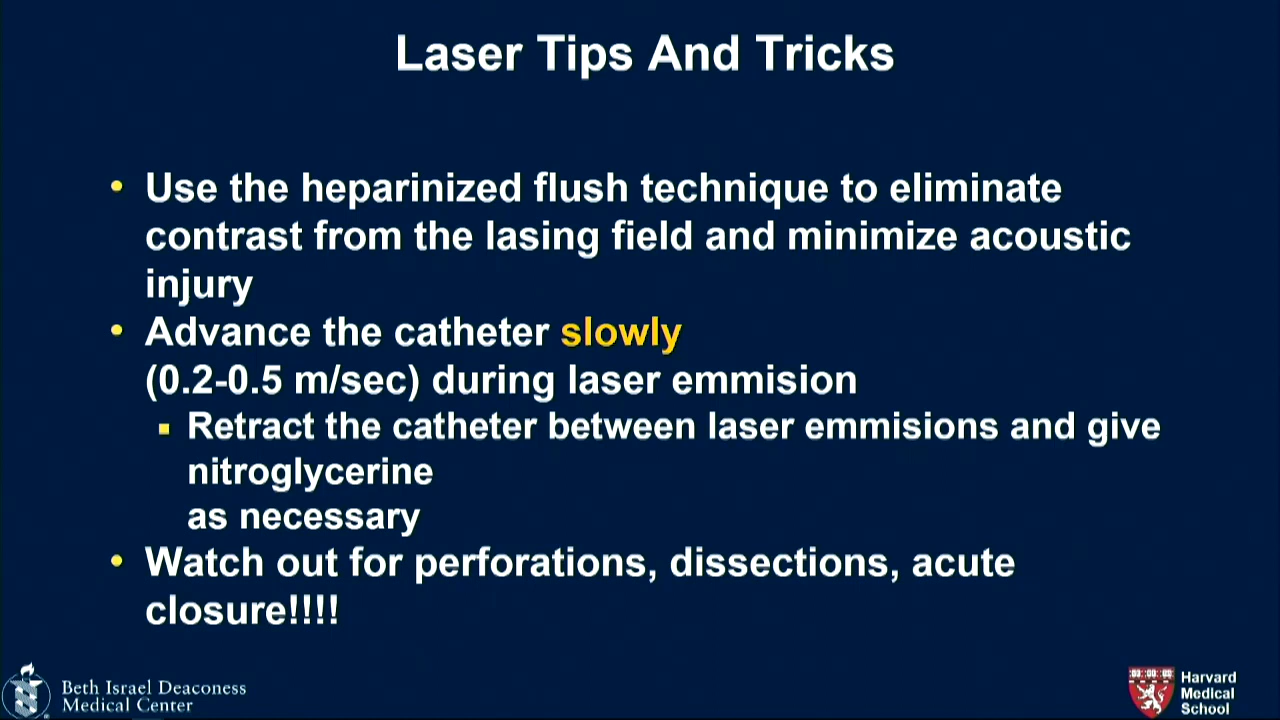 Laser Tips And Tricks
• Use the heparinized flush technique to eliminate
contrast from the lasing field and minimize acoustic
injury
• Advance the catheter slowly
(0.2-0.5 m/sec) during laser emmision
▪ Retract the catheter between laser emmisions and give
nitroglycerine
as necessary
• Watch out for perforations, dissections, acute
closure!!!!
Beth Israel Deaconess
Medical Center
Harvard
Medical
School